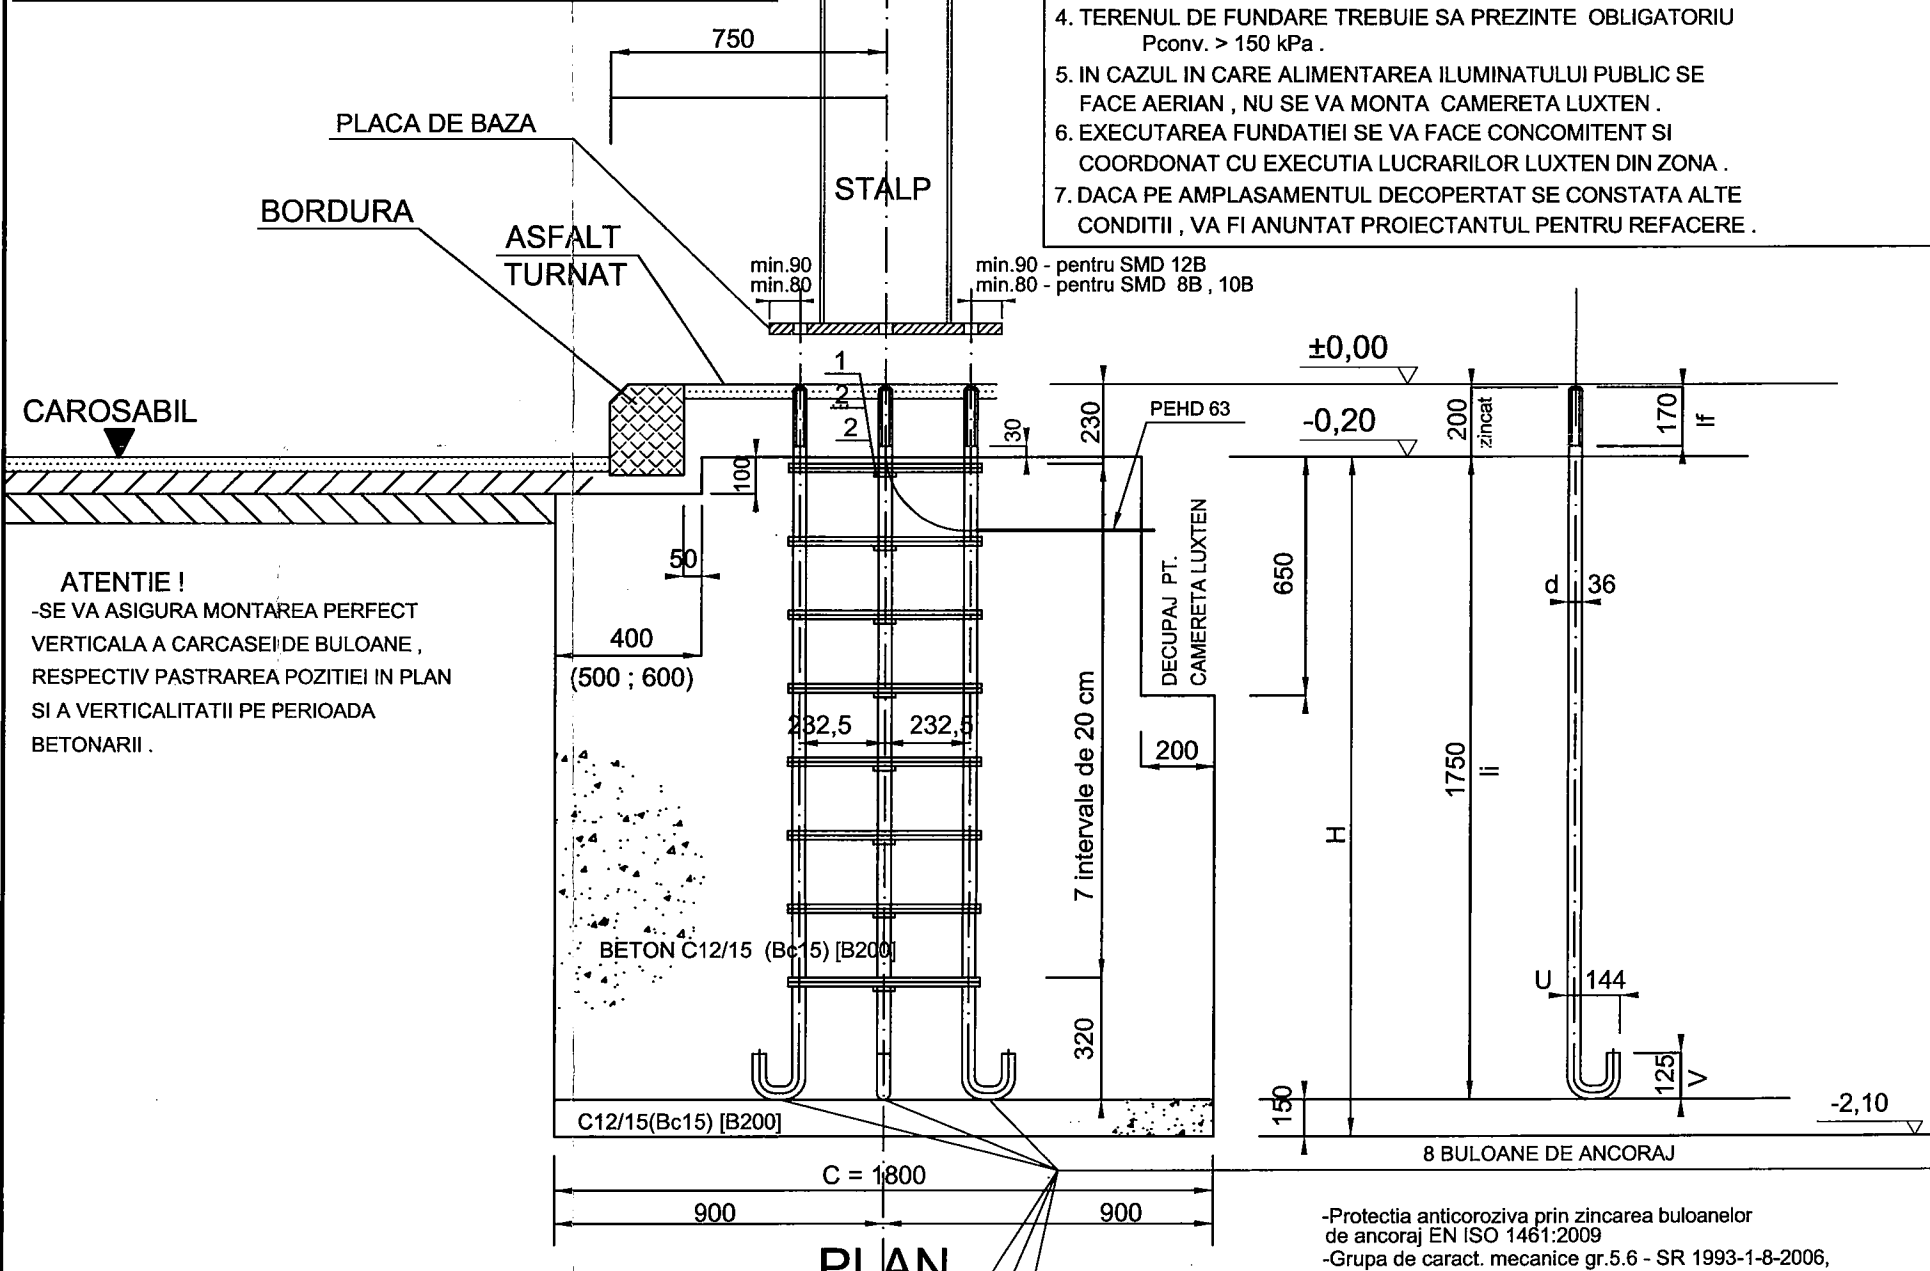 4. TERENUL DE FUNDARE TREBUIE SA PREZINTE OBLIGATORIU
Pconv. > 150 kPa .
5. IN CAZUL IN CARE ALIMENTAREA ILUMINATULUI PUBLIC SE
FACE AERIAN , NU SE VA MONTA CAMERETA LUXTEN .
6. EXECUTAREA FUNDATIEI SE VA FACE CONCOMITENT SI
COORDONAT CU EXECUTIA LUCRARILOR LUXTEN DIN ZONA .
7. DACA PE AMPLASAMENTUL DECOPERTAT SE CONSTATA ALTE
CONDITII , VA FI ANUNTAT PROIECTANTUL PENTRU REFACERE .
750
PLACA DE BAZA
STALP
BORDURA
ASFALT
TURNAT
min.90
min.80
min.90 - pentru SMD 12B
min.80 - pentru SMD 8B , 10B
CAROSABIL
1
2
2
30
230
PEHD 63
±0,00
-0,20
200
zincat
170
lf
100
50
400
(500 ; 600)
DECUPAJ PT.
CAMERETA LUXTEN
650
d 36
ATENTIE !
-SE VA ASIGURA MONTAREA PERFECT
VERTICALA A CARCASEI DE BULOANE ,
RESPECTIV PASTRAREA POZITIEI IN PLAN
SI A VERTICALITATII PE PERIOADA
BETONARII .
232,5
232,5
7 intervale de 20 cm
200
H
1750
li
BETON C12/15 (Bc15) [B200]
U 144
320
125
V
150
C12/15(Bc15) [B200]
-2,10
8 BULOANE DE ANCORAJ
C = 1800
900
900
PLAN
-Protectia anticoroziva prin zincarea buloanelor
de ancoraj EN ISO 1461:2009
-Grupa de caract. mecanice gr.5.6 - SR 1993-1-8-2006,